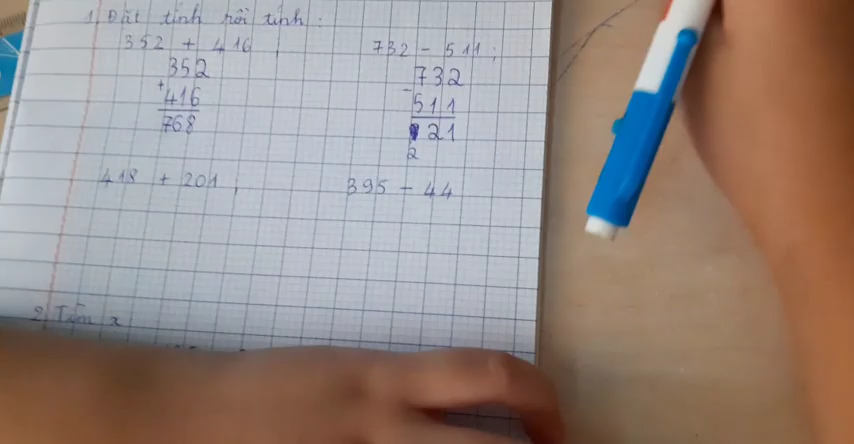 1. Đặt tính rồi tính :
352 + 416 ;
732 - 511 ;
352
+
416
768
732
-
511
21
2
418 + 201 ;
395 - 44
2. Tìm x